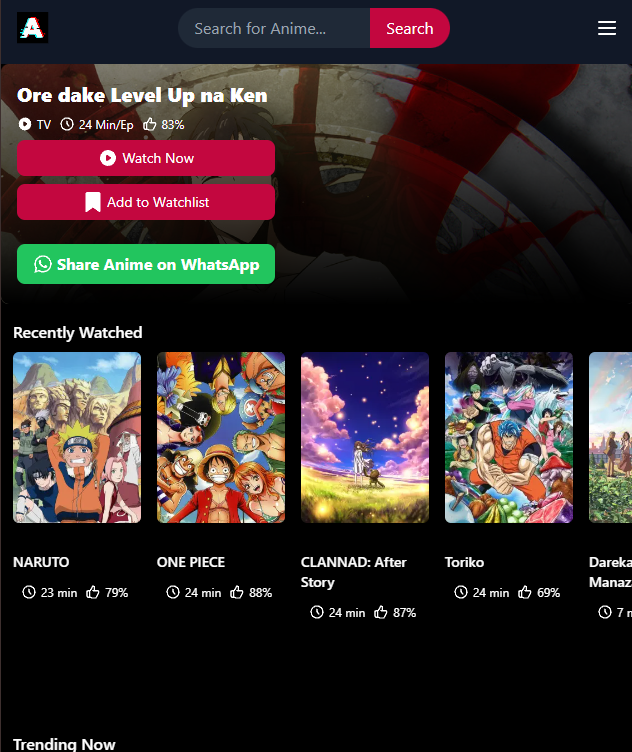 A
Search for Anime...
Search
Ore dake Level Up na Ken
TV 24 Min/Ep 83%
Watch Now
Add to Watchlist
Share Anime on WhatsApp
Recently Watched
NARUTO
23 min 79%
ONE PIECE
24 min 88%
CLANNAD: After
Story
24 min 87%
Toriko
24 min 69%
Dareka
Manaz
7 m
Trending Now